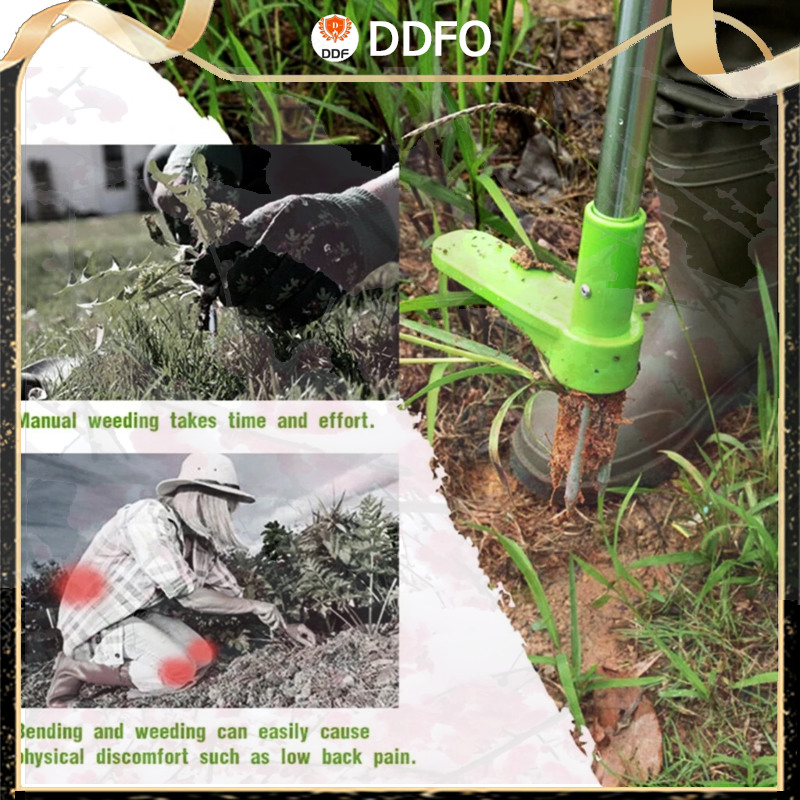 DDF
DDFO
Manual weeding takes time and effort.
Bending and weeding can easily cause
physical discomfort such as low back pain.